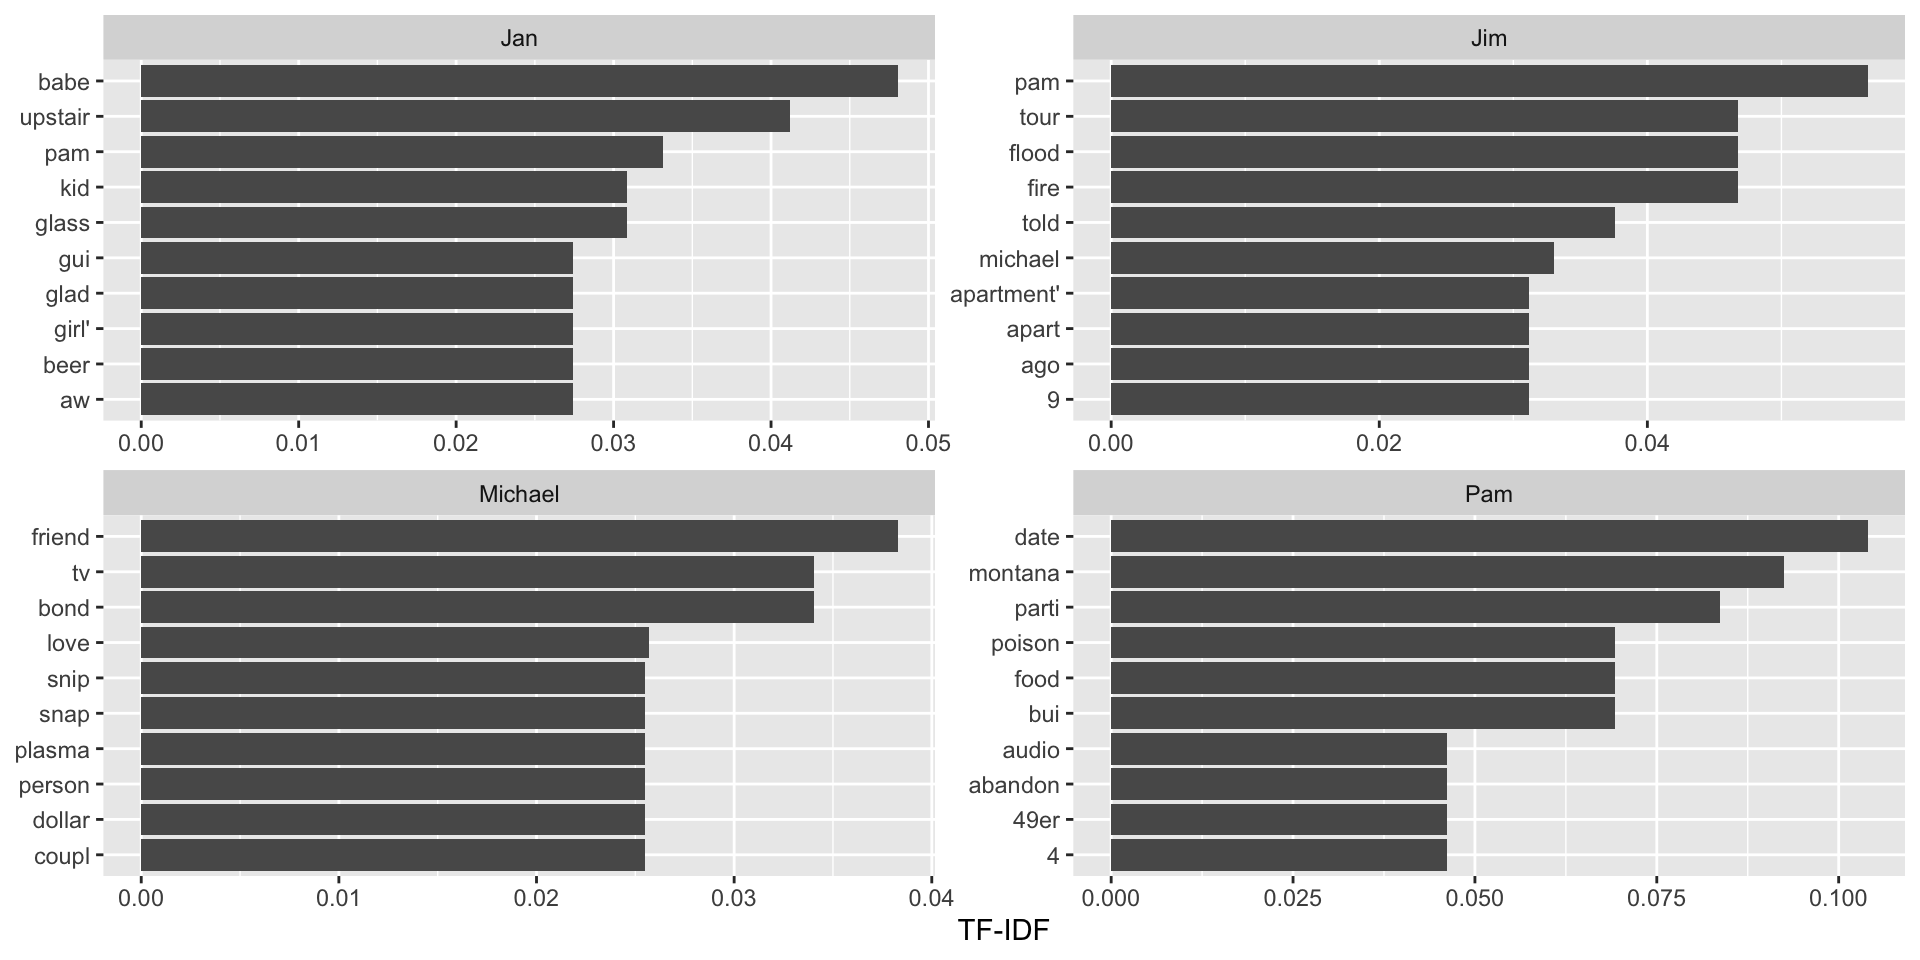 Jan
babe
upstair
pam
kid
glass
gui
glad
girl'
beer
aw
0.00 0.01 0.02 0.03 0.04 0.05
Jim
pam
tour
flood
fire
told
michael
apartment'
apart
ago
9
0.00 0.02 0.04
Michael
friend
tv
bond
love
snip
snap
plasma
person
dollar
coupl
0.00 0.01 0.02 0.03 0.04
Pam
date
montana
parti
poison
food
bui
audio
abandon
49er
4
0.000 0.025 0.050 0.075 0.100
TF-IDF